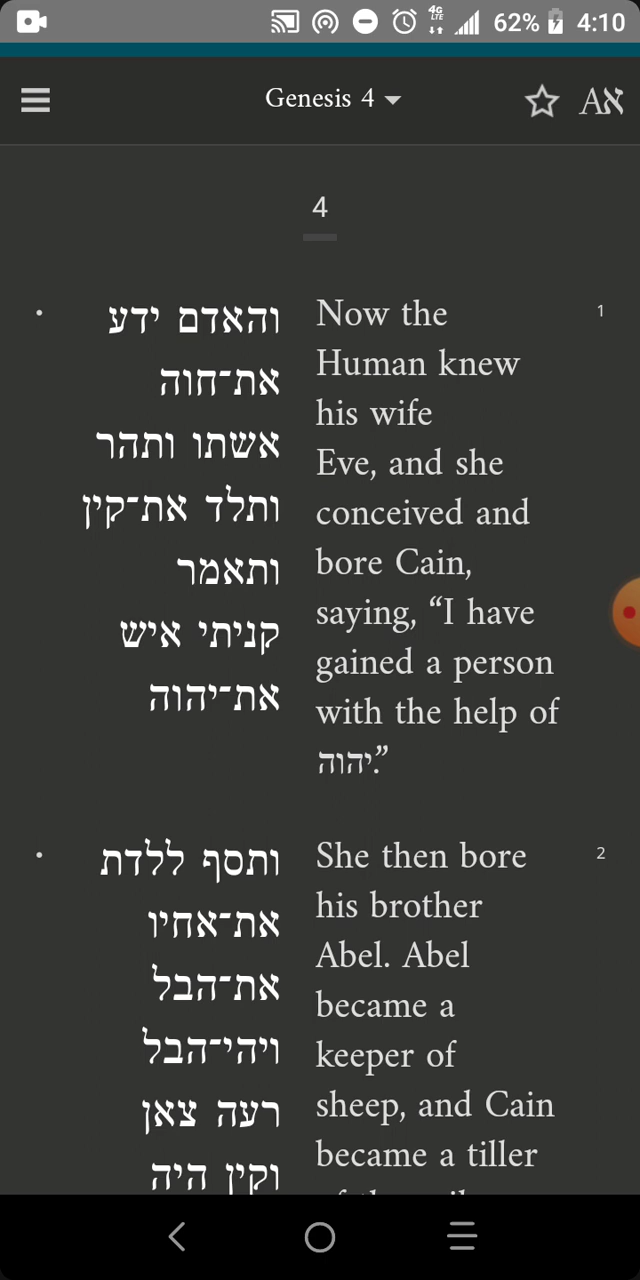 4G
LTE
62%
4:10
Genesis 4
Aא
4
והאדם ידע
את־חוה
אשתו ותהר
ותלד את־קין
ותאמר
קניתי איש
את־יהוה
1
Now the
Human knew
his wife
Eve, and she
conceived and
bore Cain,
saying, “I have
gained a person
with the help of
יהוה.”
ותסף ללדת
את־אחיו
את־הבל
ויהי־הבל
רעה צאן
וקין היה
2
She then bore
his brother
Abel. Abel
became a
keeper of
sheep, and Cain
became a tiller